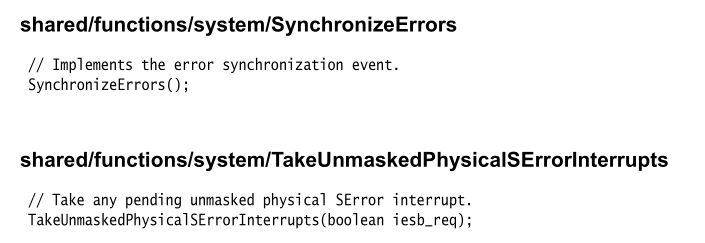 shared/functions/system/SynchronizeErrors
// Implements the error synchronization event.
SynchronizeErrors();
shared/functions/system/TakeUnmaskedPhysicalSErrorInterrupts
// Take any pending unmasked physical SError interrupt.
TakeUnmaskedPhysicalSErrorInterrupts(boolean iesb_req);